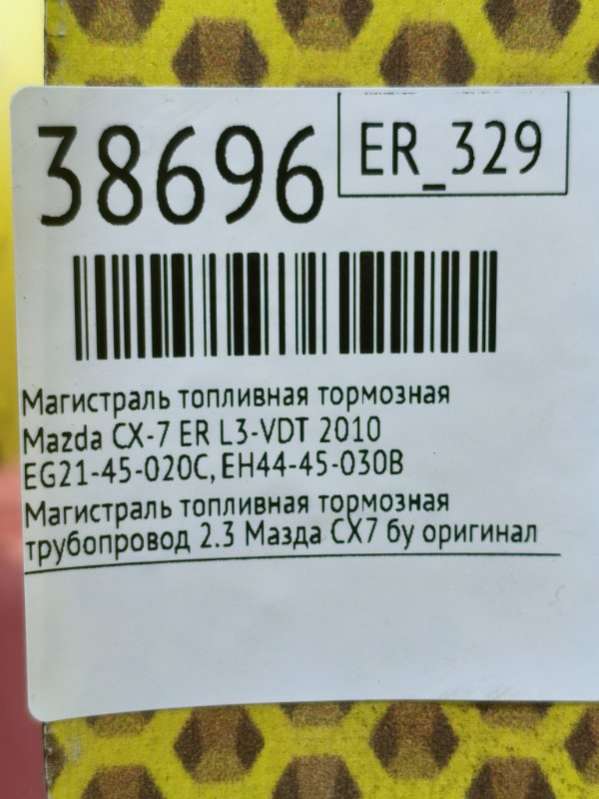 38696
ER_329
Магистраль топливная тормозная
Mazda CX-7 ER L3-VDT 2010
EG21-45-020C, EH44-45-030B
Магистраль топливная тормозная
трубопровод 2.3 Мазда СХ7 бу оригинал